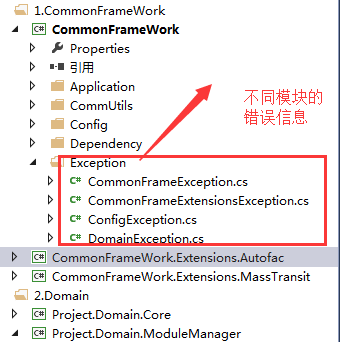 1.CommonFrameWork
CommonFrameWork
Properties
引用
Application
CommUtils
Config
Dependency
Exception
CommonFrameException.cs
CommonFrameExtensionsException.cs
ConfigException.cs
DomainException.cs
CommonFrameWork.Extensions.Autofac
CommonFrameWork.Extensions.MassTransit
2.Domain
Project.Domain.Core
Project.Domain.ModuleManager
不同模块的
错误信息